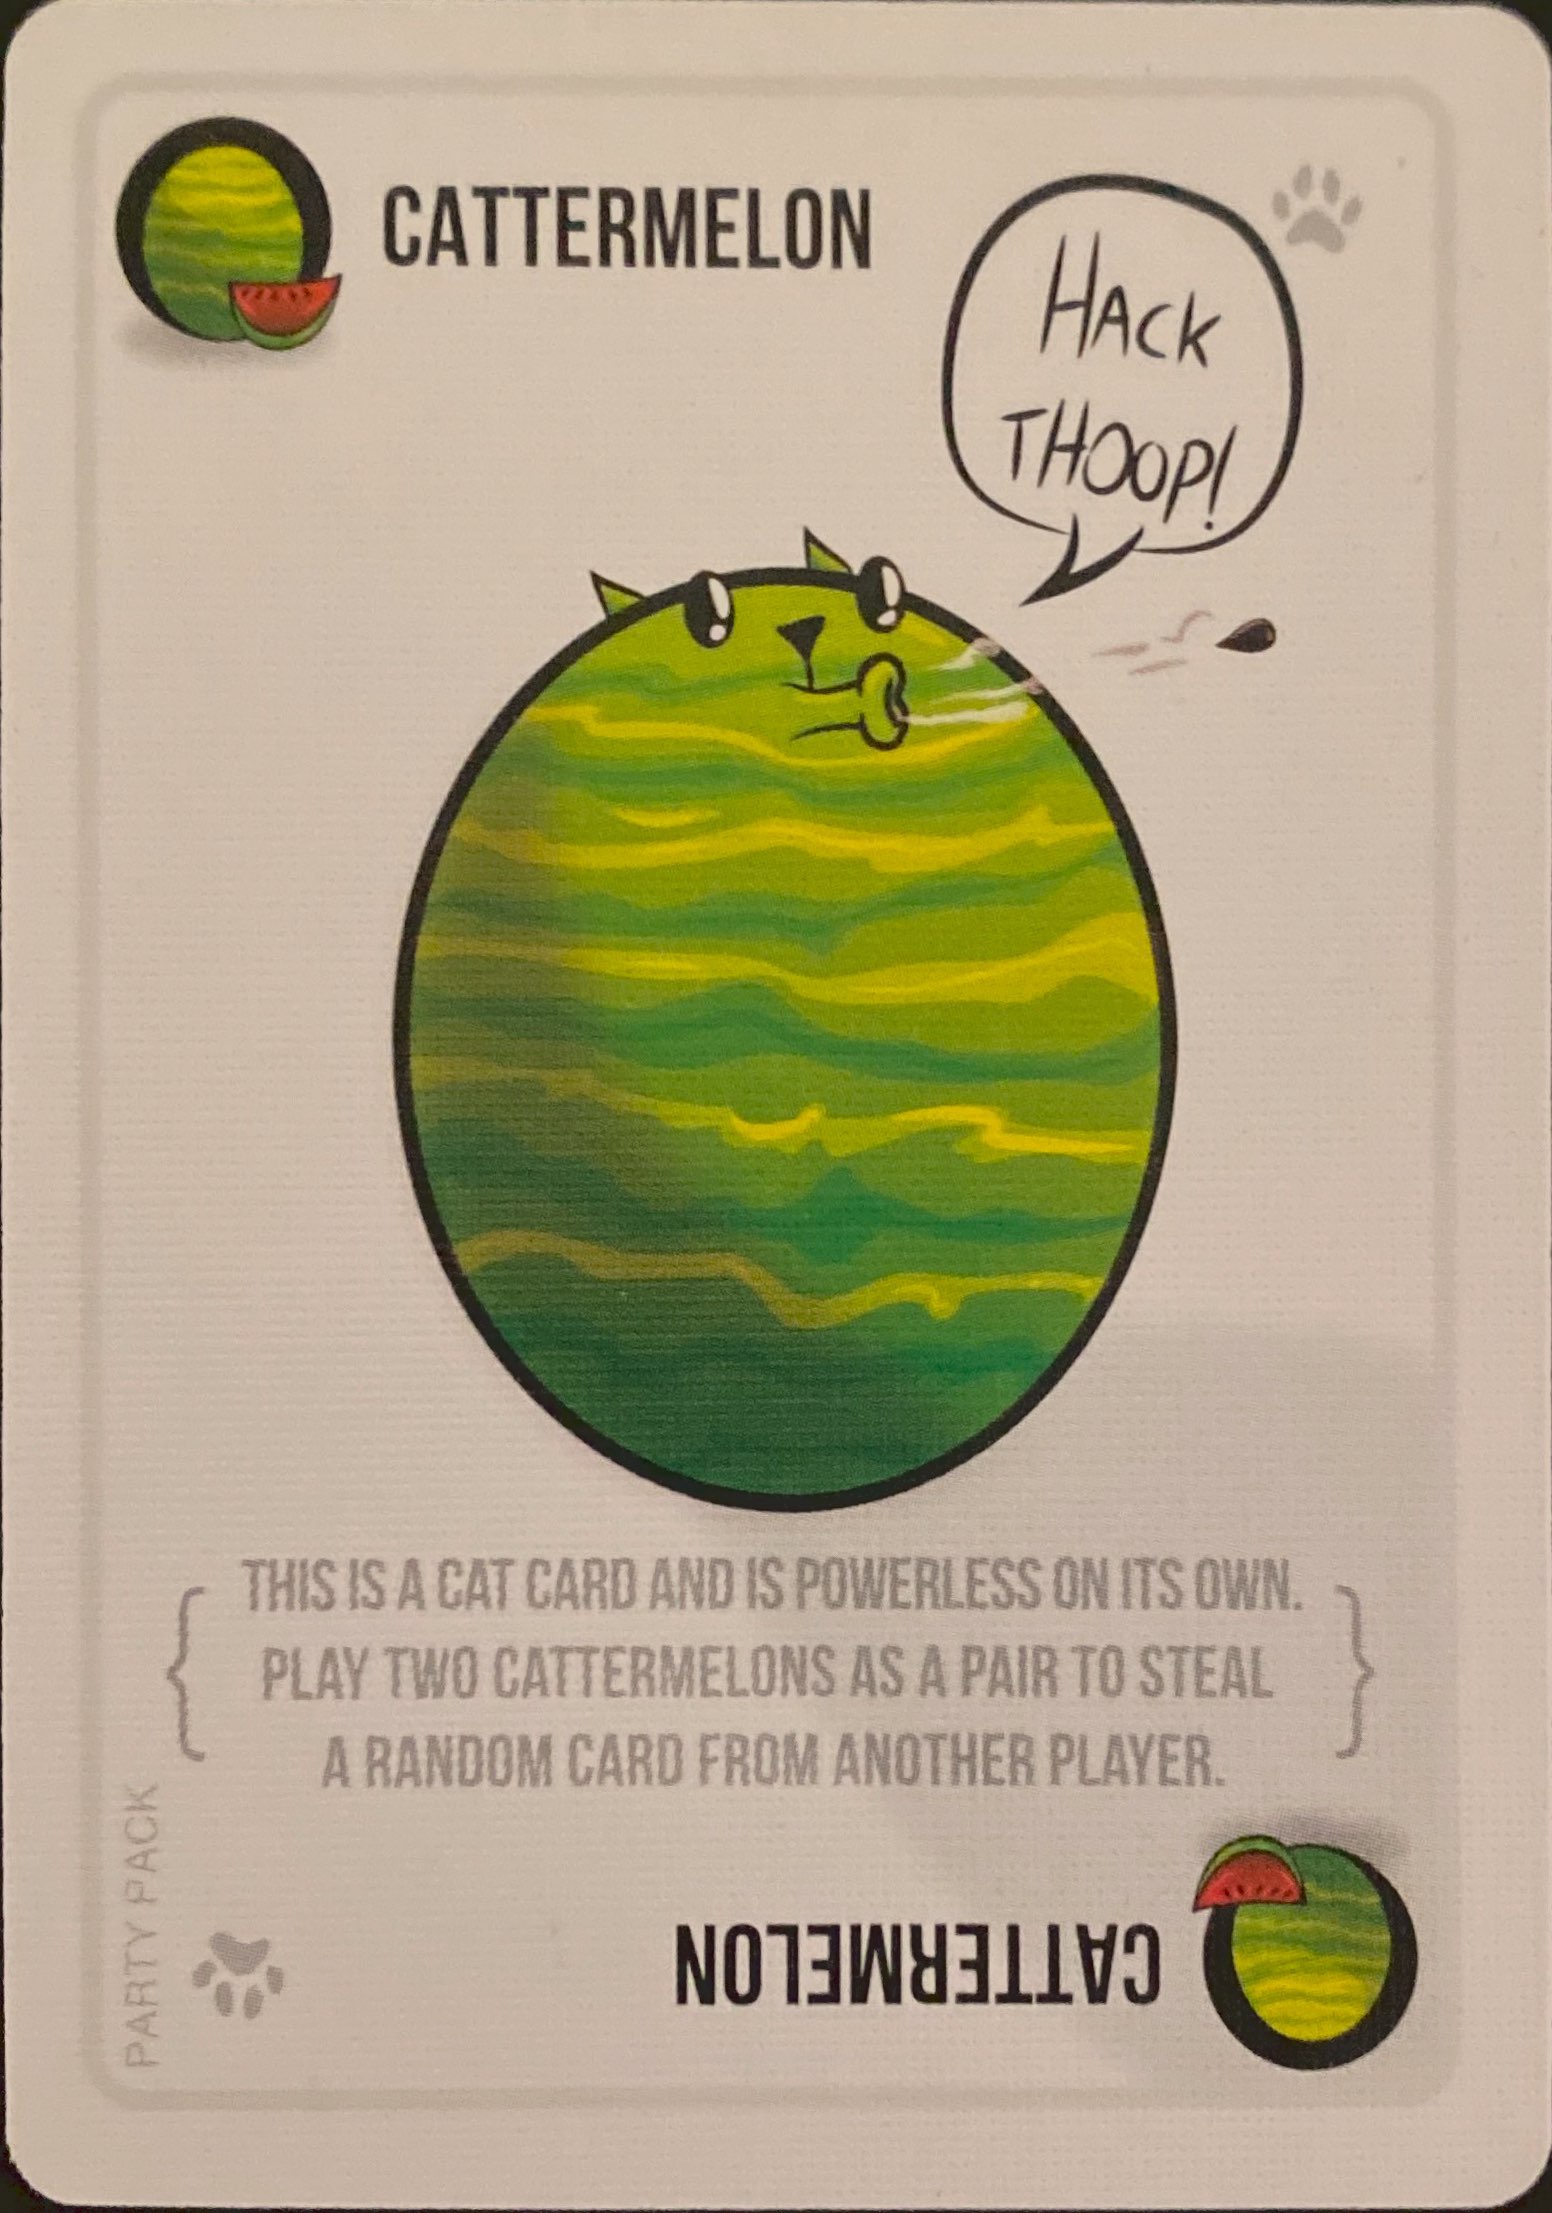 CATTERMELON
HACK
THOOP!
THIS IS A CAT CARD AND IS POWERLESS ON ITS OWN.
PLAY TWO CATTERMELONS AS A PAIR TO STEAL
A RANDOM CARD FROM ANOTHER PLAYER.
PARTY PACK
CATTERMELON